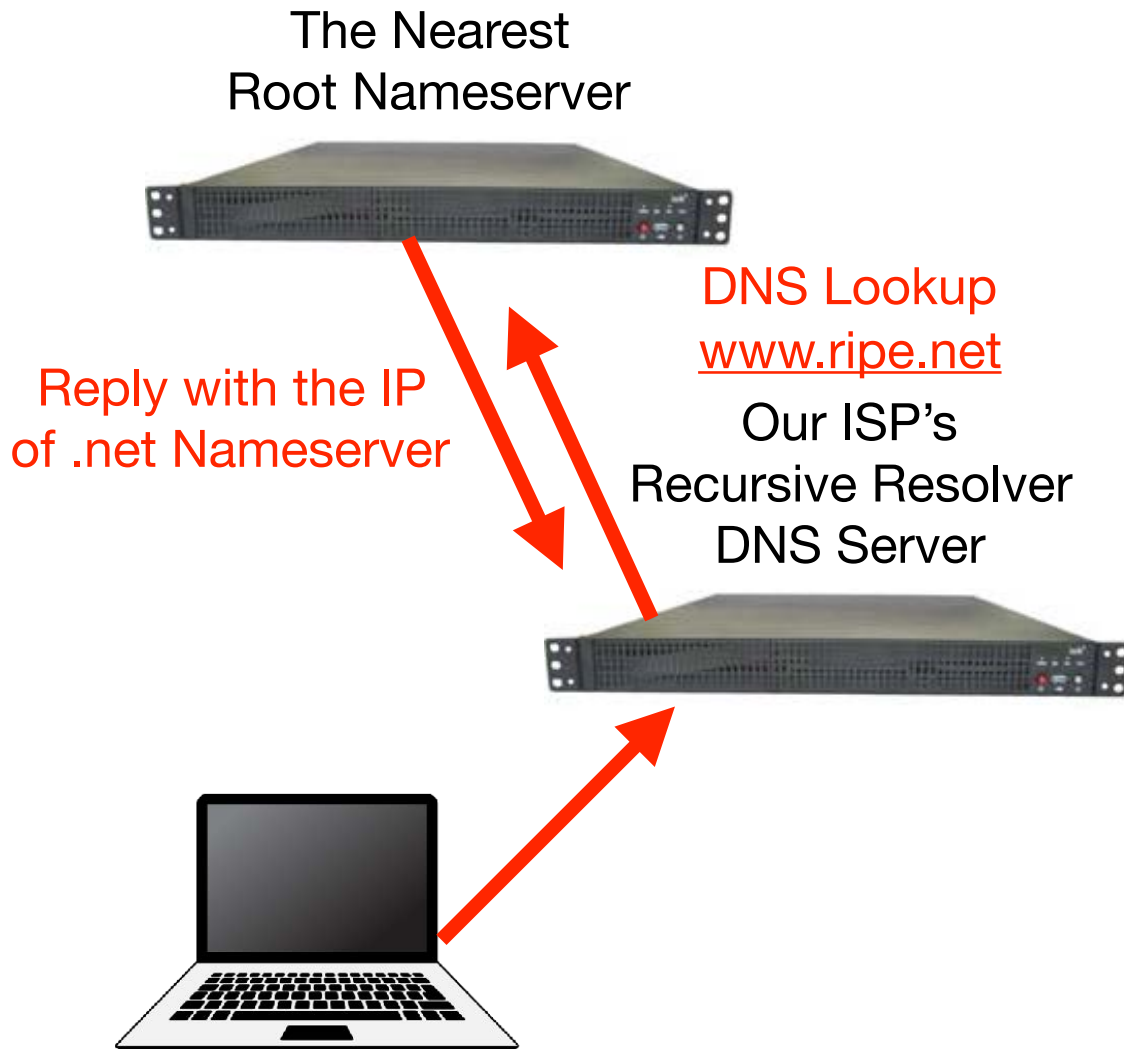 The Nearest
Root Nameserver
DNS Lookup
www.ripe.net
Reply with the IP
of .net Nameserver
Our ISP's
Recursive Resolver
DNS Server